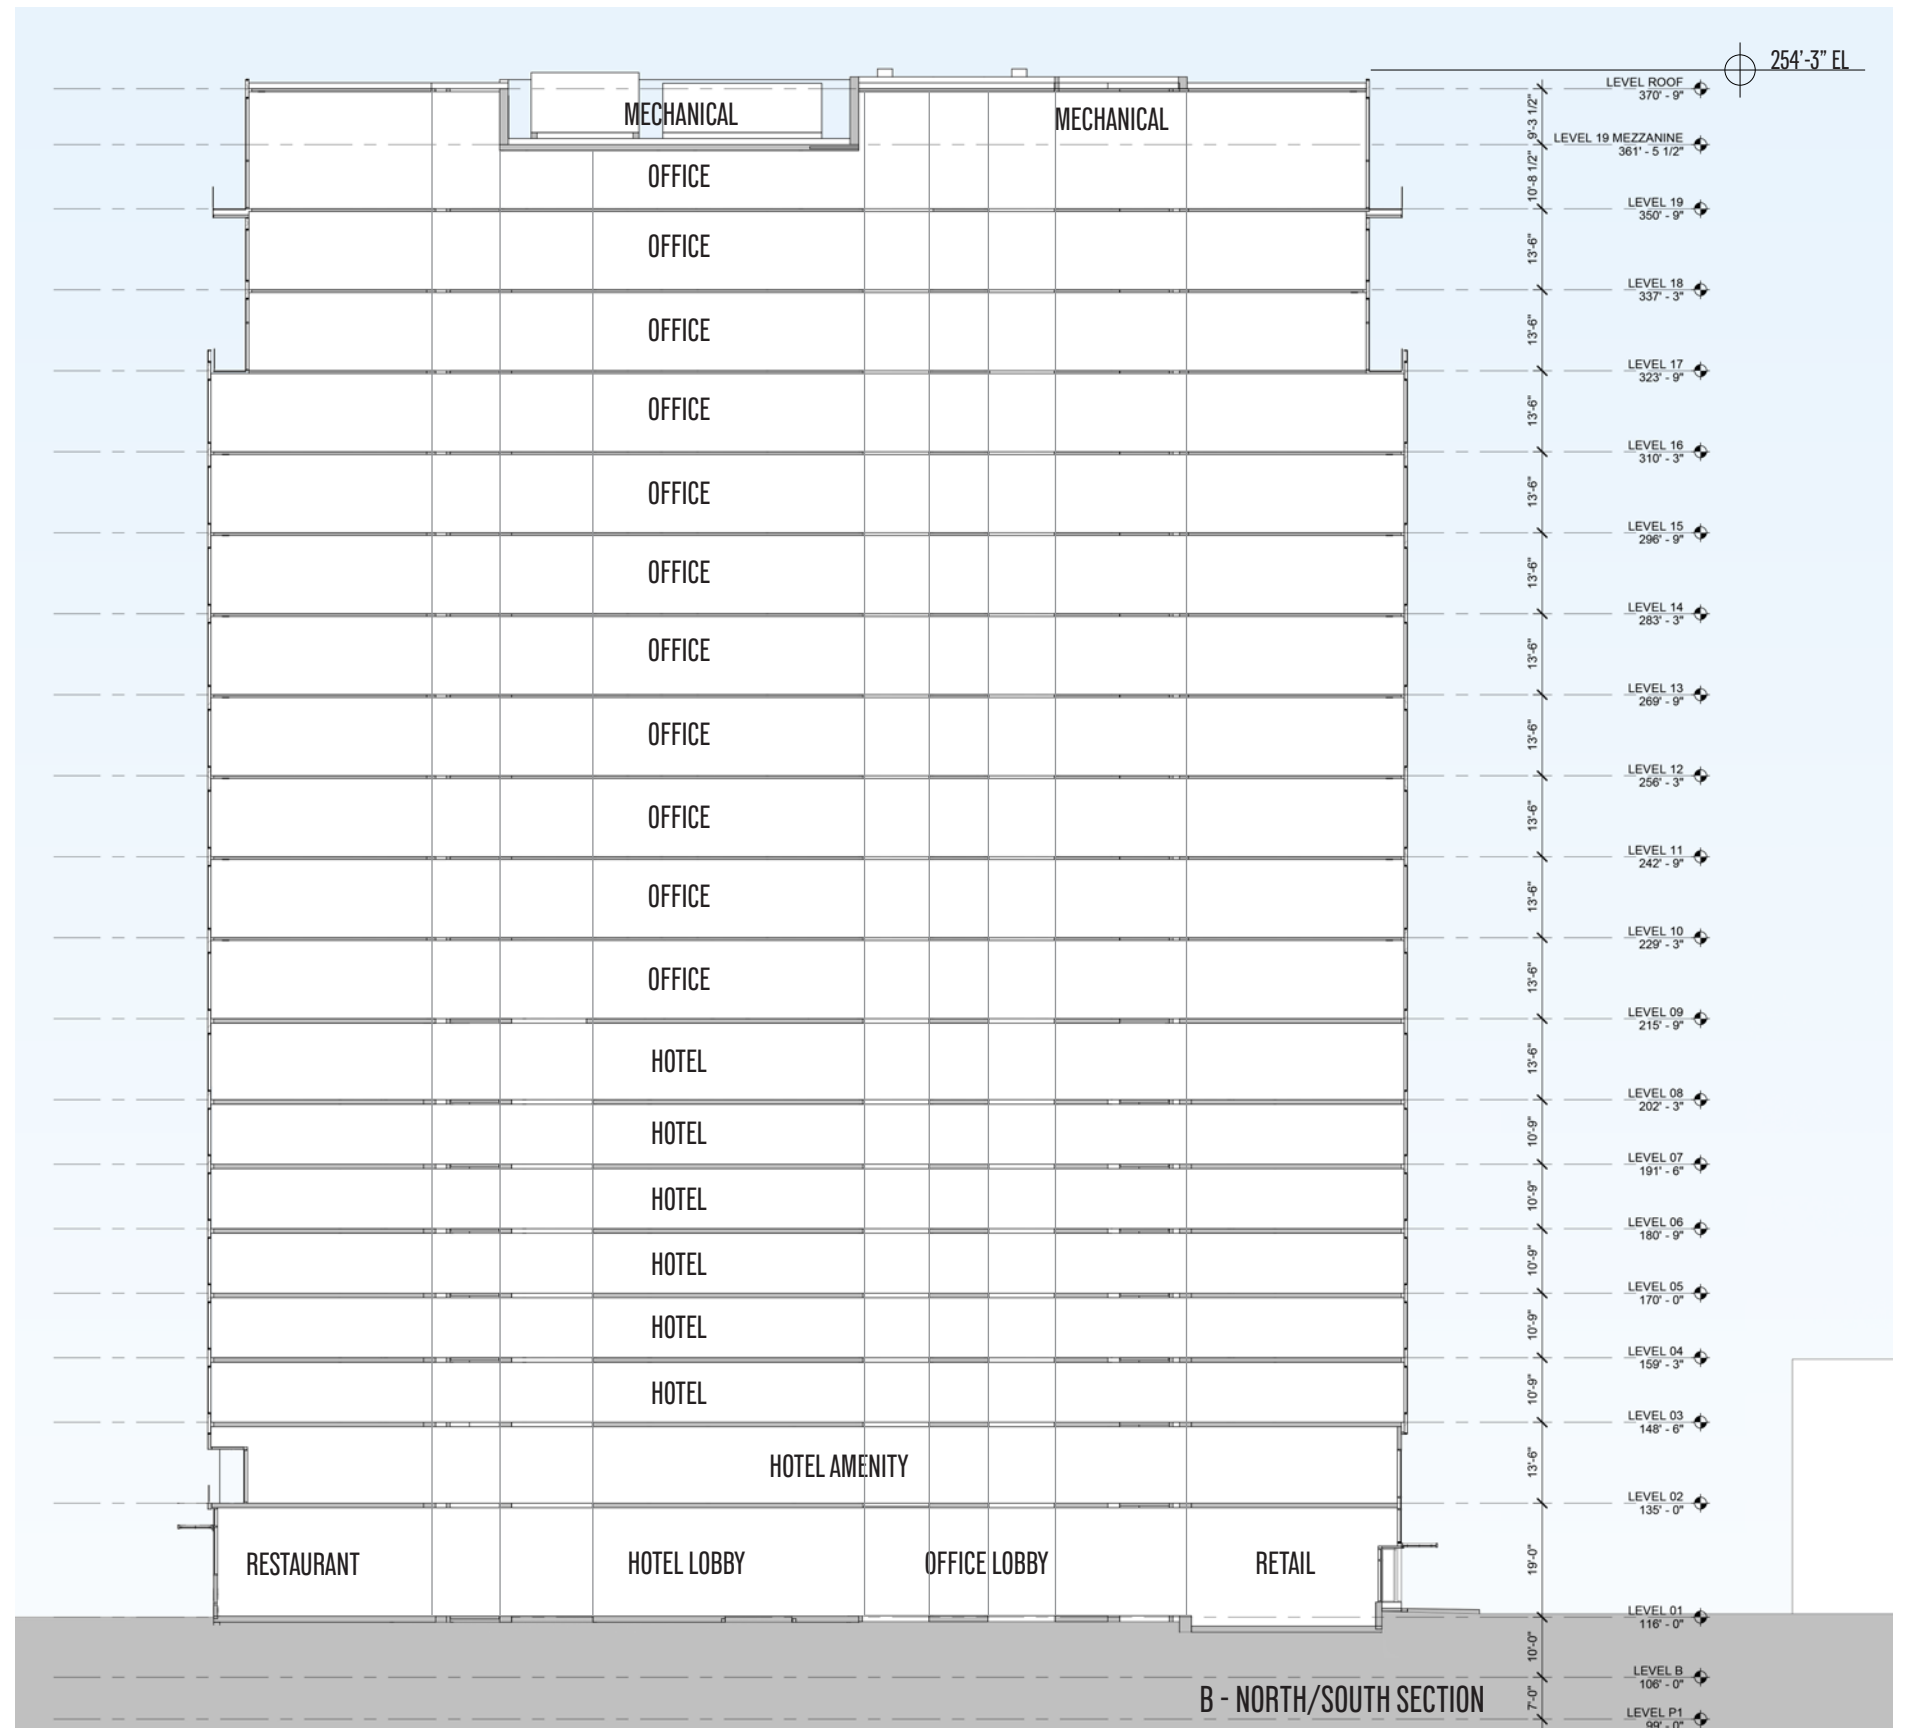 254'-3" EL
LEVEL ROOF
370' - 9"
9'-3 1/2"
MECHANICAL
MECHANICAL
LEVEL 19 MEZZANINE
361' - 5 1/2"
10'-8 1/2"
OFFICE
LEVEL 19
350' - 9"
13'-6"
OFFICE
LEVEL 18
337' - 3"
13'-6"
OFFICE
LEVEL 17
323' - 9"
13'-6"
OFFICE
LEVEL 16
310' - 3"
13'-6"
OFFICE
LEVEL 15
296' - 9"
13'-6"
OFFICE
LEVEL 14
283' - 3"
13'-6"
OFFICE
LEVEL 13
269' - 9"
13'-6"
OFFICE
LEVEL 12
256' - 3"
13'-6"
OFFICE
LEVEL 11
242' - 9"
13'-6"
OFFICE
LEVEL 10
229' - 3"
13'-6"
OFFICE
LEVEL 09
215' - 9"
13'-6"
HOTEL
LEVEL 08
202' - 3"
10'-9"
HOTEL
LEVEL 07
191' - 6"
10'-9"
HOTEL
LEVEL 06
180' - 9"
10'-9"
HOTEL
LEVEL 05
170' - 0"
10'-9"
HOTEL
LEVEL 04
159' - 3"
10'-9"
HOTEL
LEVEL 03
148' - 6"
13'-6"
HOTEL AMENITY
LEVEL 02
135' - 0"
19'-0"
RESTAURANT
HOTEL LOBBY
OFFICE LOBBY
RETAIL
LEVEL 01
116' - 0"
10'-0"
LEVEL B
106' - 0"
7'-0"
B - NORTH/SOUTH SECTION
LEVEL P1
99' - 0"